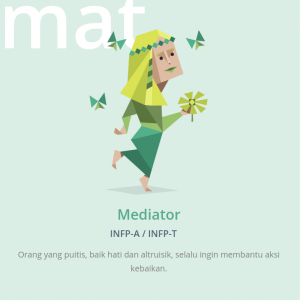 mat
Mediator
INFP-A / INFP-T
Orang yang puitis, baik hati dan altruisik, selalu ingin membantu aksi
kebaikan.